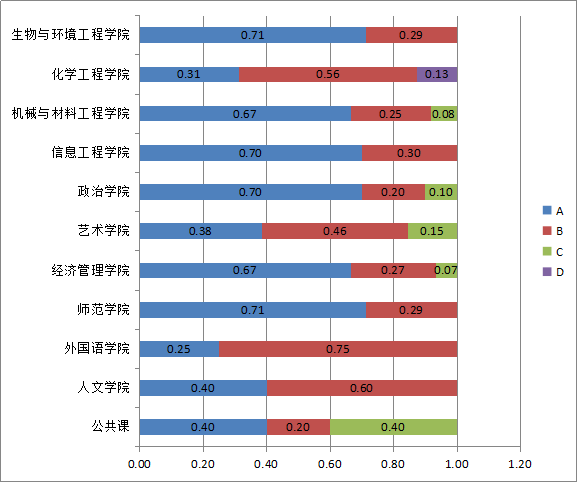 生物与环境工程学院 0.71 0.29
化学工程学院 0.31 0.56 0.13
机械与材料工程学院 0.67 0.25 0.08
信息工程学院 0.70 0.30
政治学院 0.70 0.20 0.10
艺术学院 0.38 0.46 0.15
经济管理学院 0.67 0.27 0.07
师范学院 0.71 0.29
外国语学院 0.25 0.75
人文学院 0.40 0.60
公共课 0.40 0.20 0.40
0.00 0.20 0.40 0.60 0.80 1.00 1.20
A
B
C
D